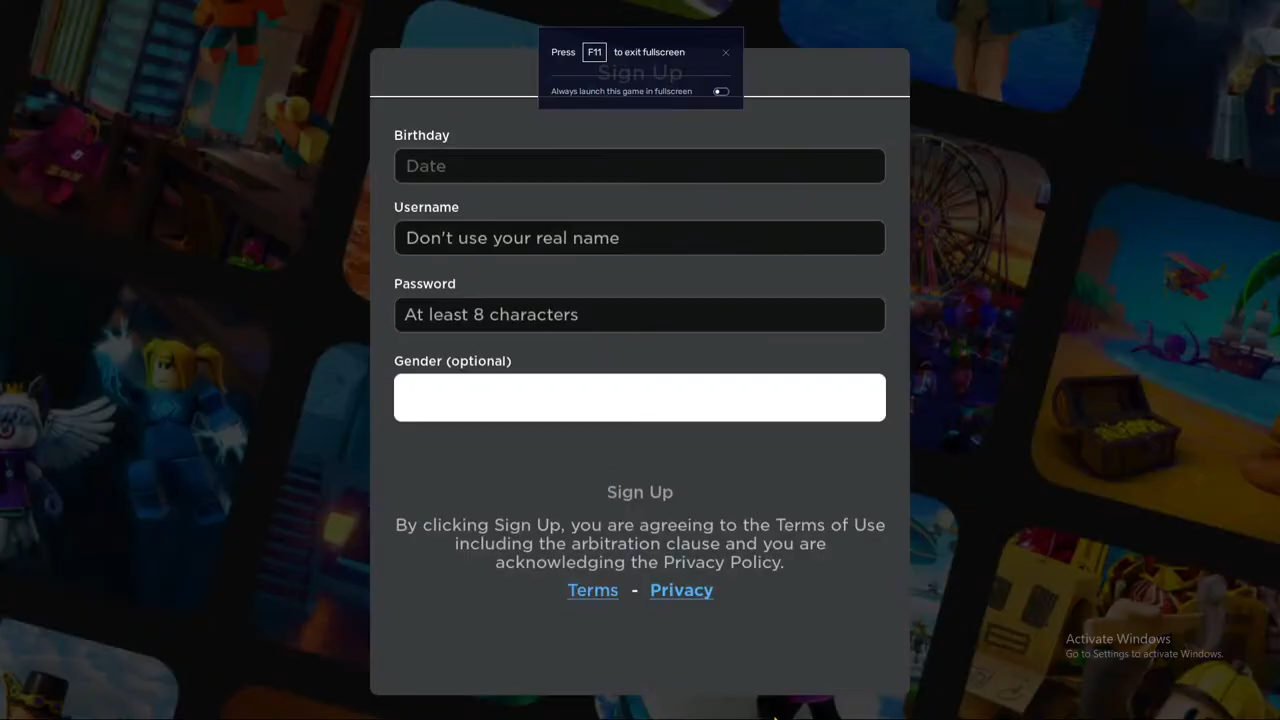 Press F11 to exit fullscreen
Sign Up
Always launch this game in fullscreen
Birthday
Date
Username
Don't use your real name
Password
At least 8 characters
Gender (optional)
Sign Up
By clicking Sign Up, you are agreeing to the Terms of Use
including the arbitration clause and you are
acknowledging the Privacy Policy.
Terms - Privacy
Activate Windows
Go to Settings to activate Windows.